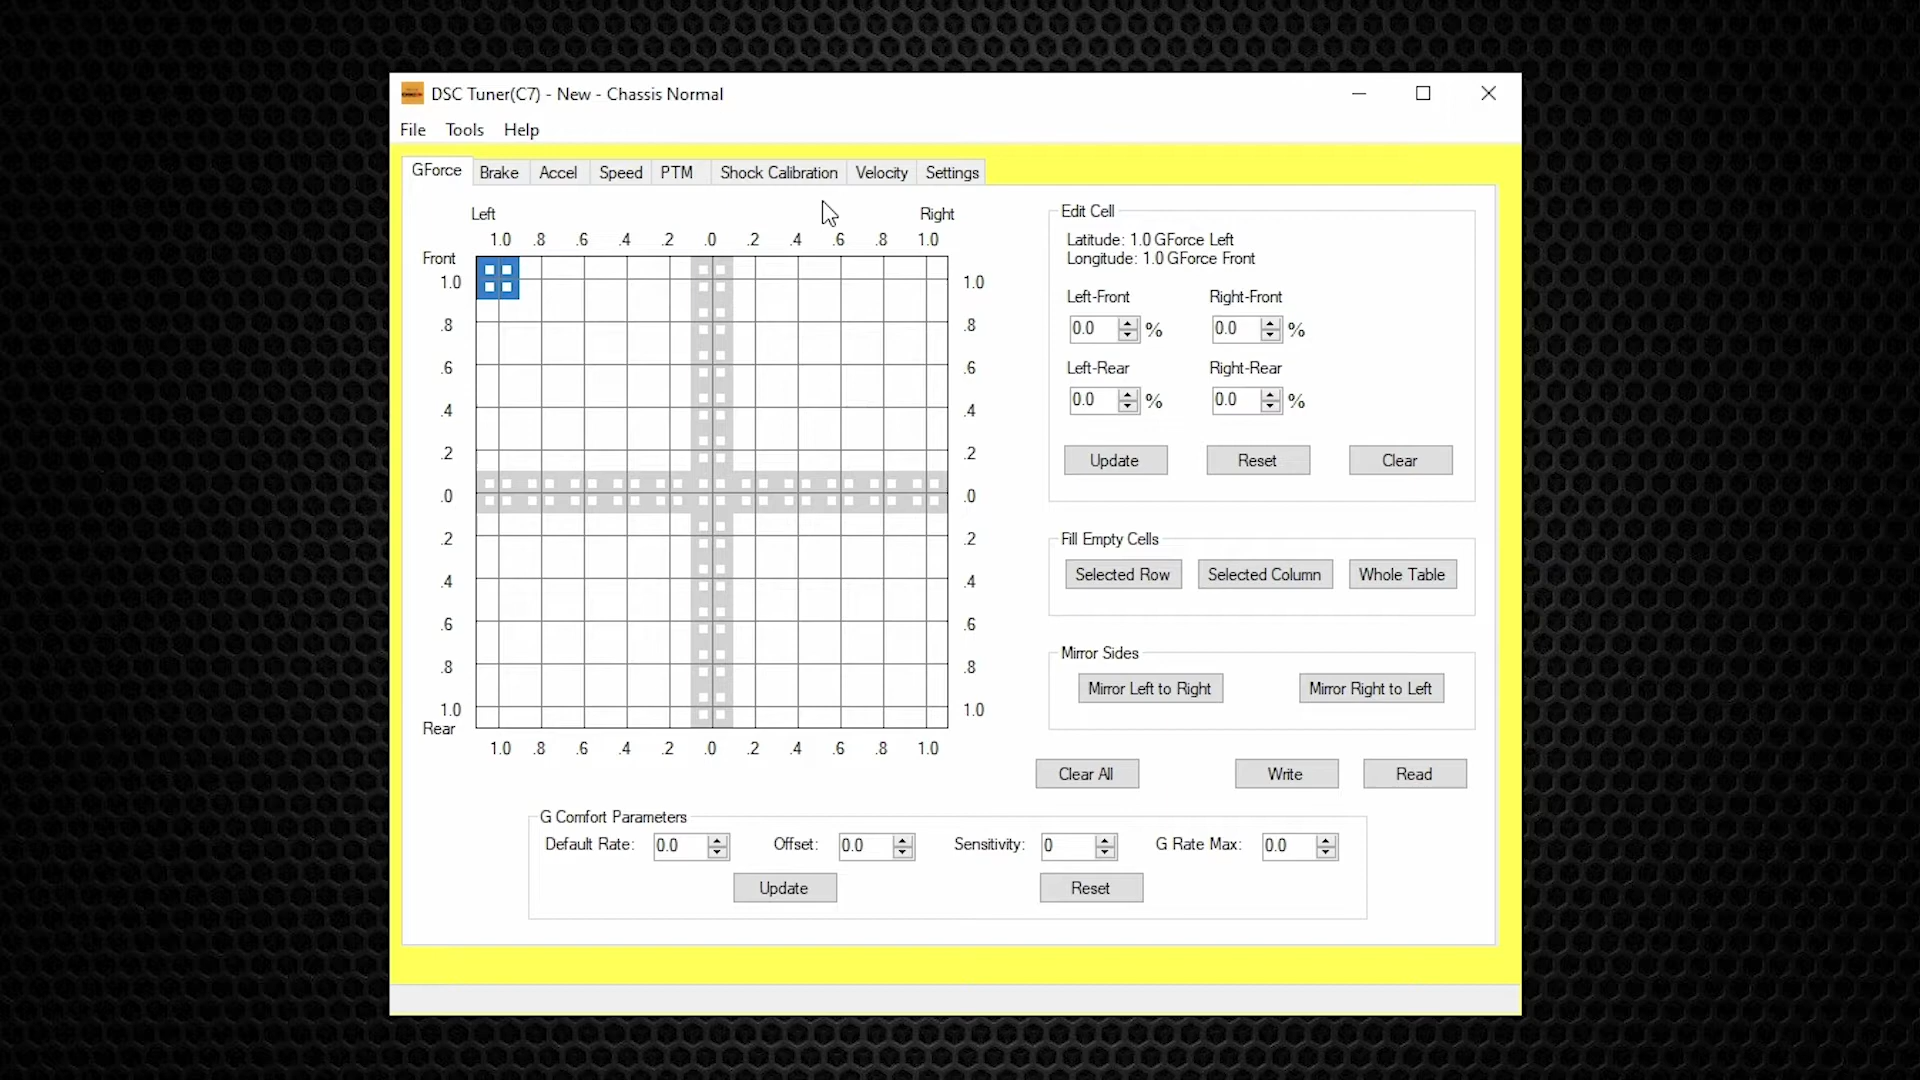 DSC Tuner(C7) - New - Chassis Normal
File Tools Help
GForce Brake Accel Speed PTM Shock Calibration Velocity Settings
Left Right
1.0 .8 .6 .4 .2 .0 .2 .4 .6 .8 1.0
Front
1.0 1.0
.8 .8
.6 .6
.4 .4
.2 .2
.0 .0
.2 .2
.4 .4
.6 .6
.8 .8
1.0 1.0
Rear
1.0 .8 .6 .4 .2 .0 .2 .4 .6 .8 1.0
Edit Cell
Latitude: 1.0 GForce Left
Longitude: 1.0 GForce Front
Left-Front Right-Front
0.0 % 0.0 %
Left-Rear Right-Rear
0.0 % 0.0 %
Update Reset Clear
Fill Empty Cells
Selected Row Selected Column Whole Table
Mirror Sides
Mirror Left to Right Mirror Right to Left
Clear All Write Read
G Comfort Parameters
Default Rate: 0.0 Offset: 0.0 Sensitivity: 0 G Rate Max: 0.0
Update Reset